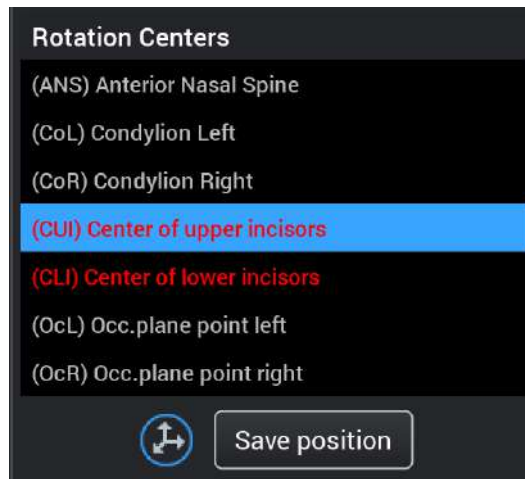 Rotation Centers
(ANS) Anterior Nasal Spine
(CoL) Condylion Left
(CoR) Condylion Right
(CUI) Center of upper incisors
(CLI) Center of lower incisors
(OcL) Occ.plane point left
(OcR) Occ.plane point right
Save position